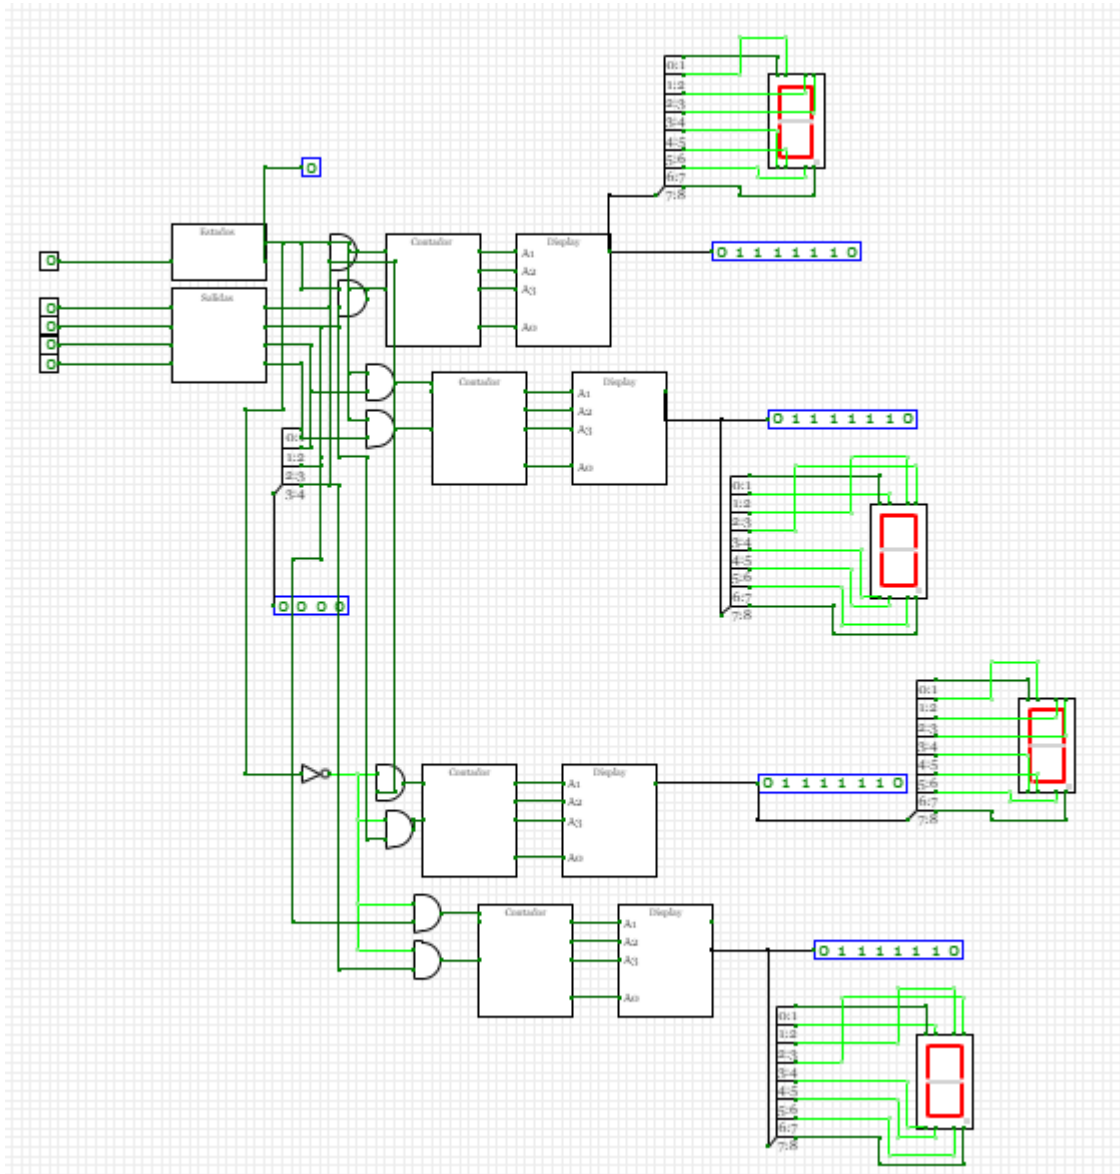 0:1
1:2
2:3
3:4
4:5
5:6
6:7
7:8
0
Estados
Contador
Display
0
A1
0 1 1 1 1 1 1 0
A2
Salidas
A3
0
0
A0
0
0
Contador
Display
A1
0 1 1 1 1 1 1 0
A2
A3
0:1
1:2
2:3
3:4
A0
0:1
1:2
2:3
3:4
4:5
5:6
6:7
7:8
0 0 0 0
0:1
1:2
2:3
3:4
4:5
5:6
6:7
7:8
Contador
Display
A1
0 1 1 1 1 1 1 0
A2
A3
A0
Contador
Display
A1
A2
0 1 1 1 1 1 1 0
A3
A0
0:1
1:2
2:3
3:4
4:5
5:6
6:7
7:8